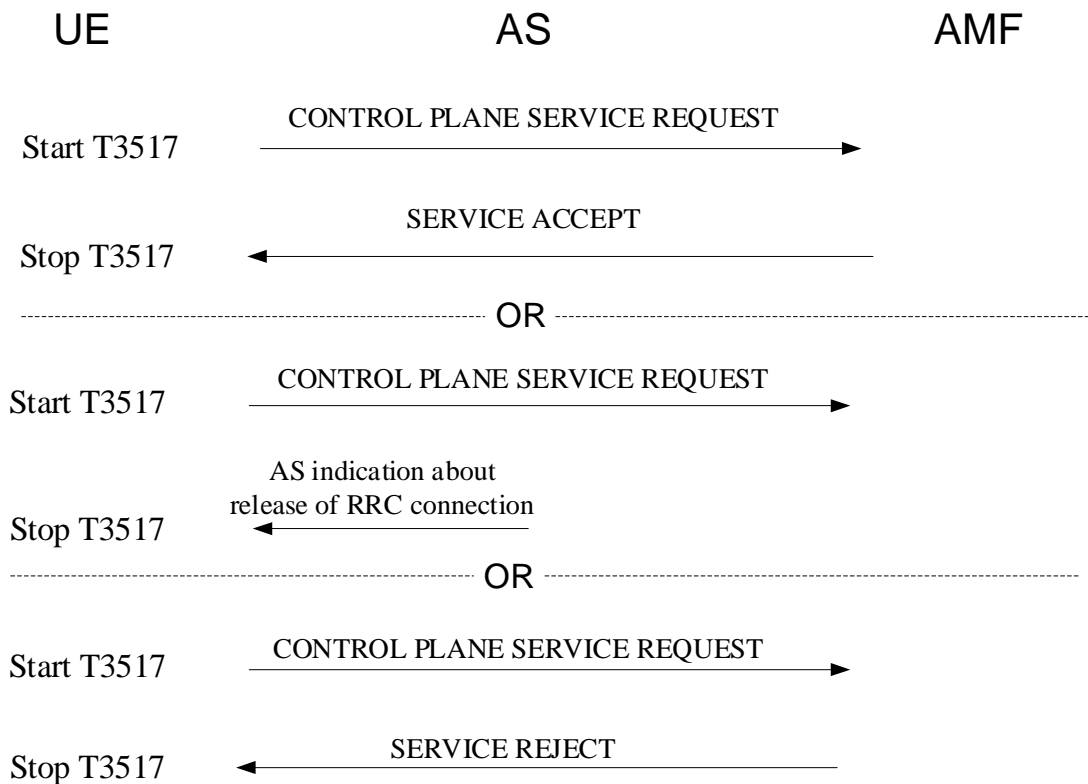 UE AS AMF
CONTROL PLANE SERVICE REQUEST
Start T3517
SERVICE ACCEPT
Stop T3517
OR
CONTROL PLANE SERVICE REQUEST
Start T3517
AS indication about
release of RRC connection
Stop T3517
OR
CONTROL PLANE SERVICE REQUEST
Start T3517
SERVICE REJECT
Stop T3517